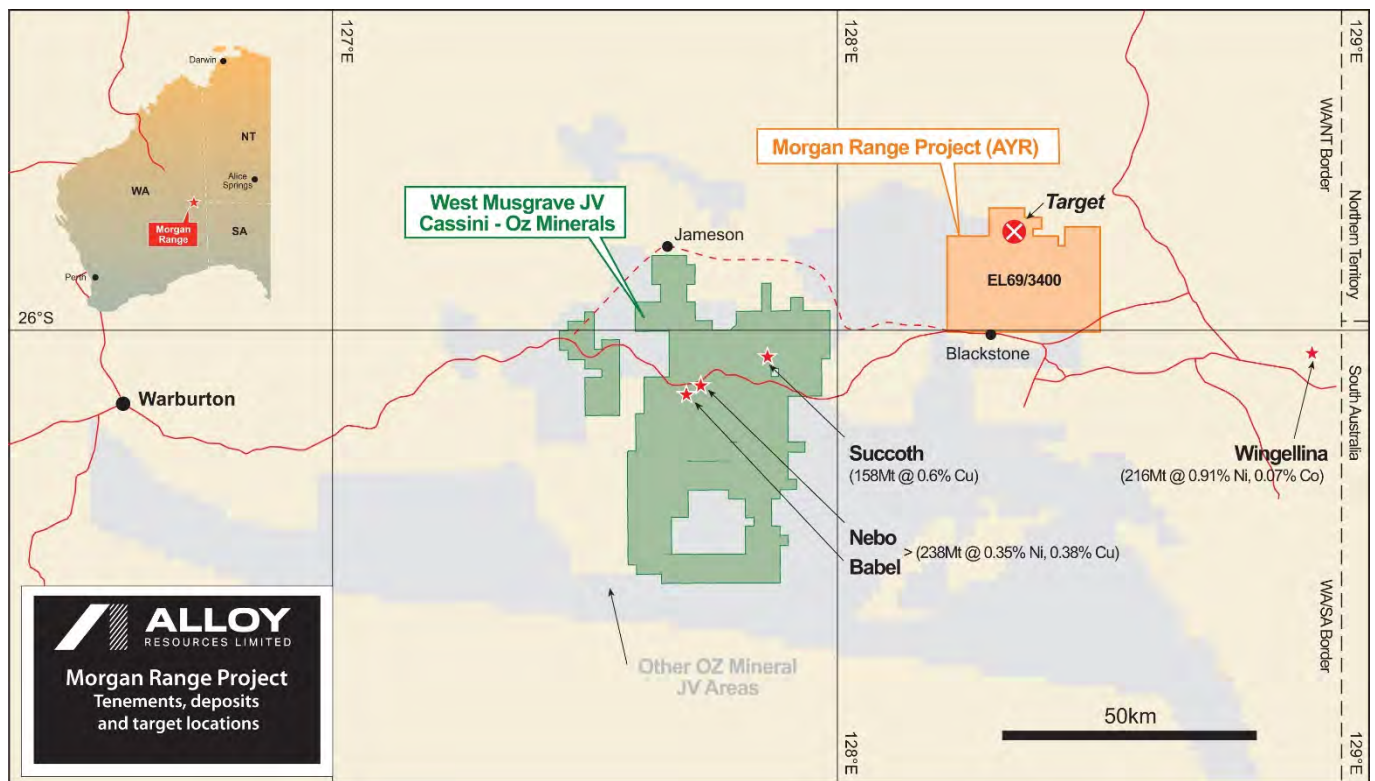 Darwin
NT
Alice
Springs
WA
SA
Morgan
Range
Perth
127°E
128°E
129°E
WA/NT Border
Northern Territory
Morgan Range Project (AYR)
Target
West Musgrave JV
Cassini - Oz Minerals
Jameson
EL69/3400
26°S
Blackstone
Warburton
South Australia
WA/SA Border
Succoth
(158Mt @ 0.6% Cu)
Wingellina
(216Mt @ 0.91% Ni, 0.07% Co)
Nebo
Babel
> (238Mt @ 0.35% Ni, 0.38% Cu)
Other OZ Mineral
JV Areas
ALLOY
RESOURCES LIMITED
Morgan Range Project
Tenements, deposits
and target locations
50km
128°E
129°E